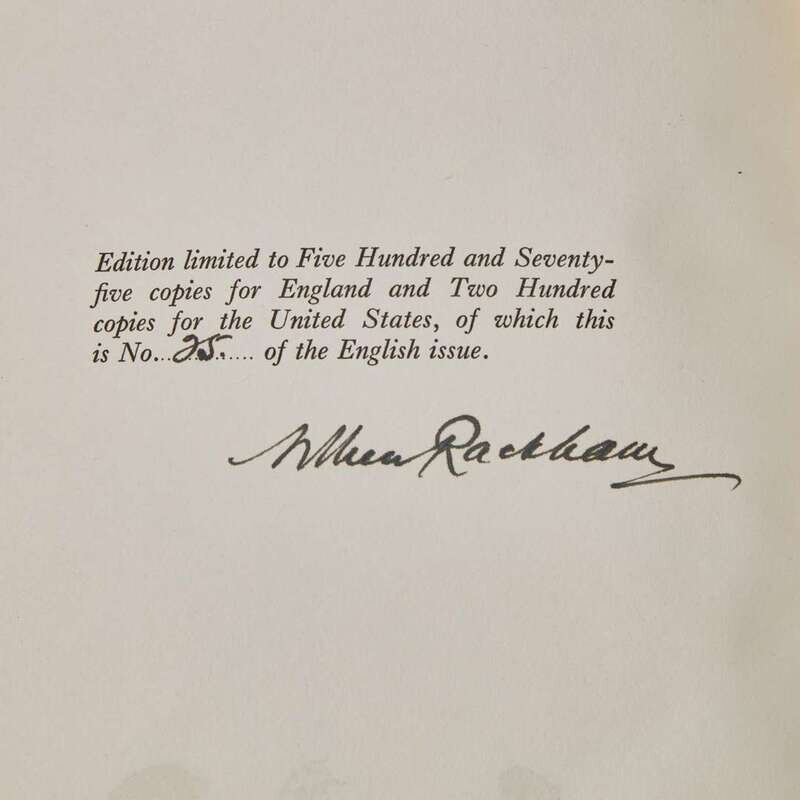 Edition limited to Five Hundred and Seventy-
five copies for England and Two Hundred
copies for the United States, of which this
is No...25..... of the English issue.
Arthur Rackham